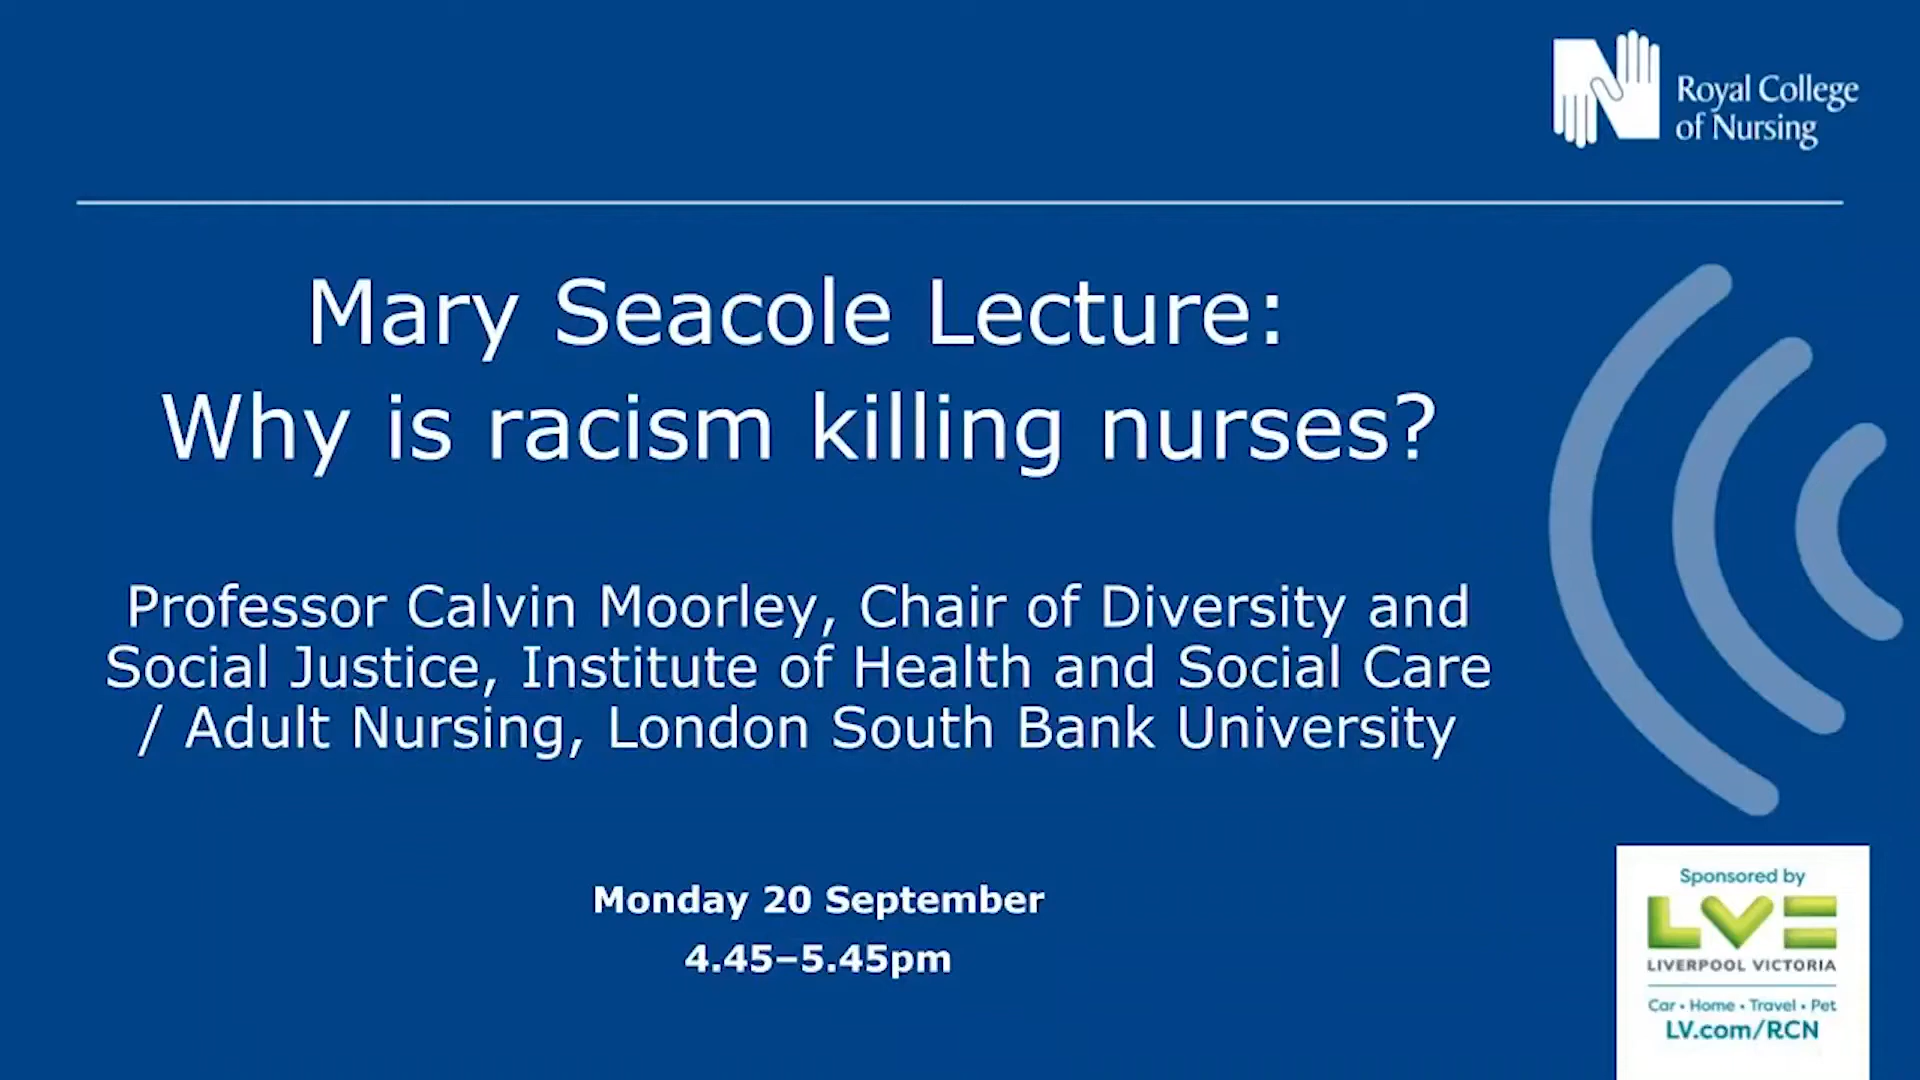 Royal College
of Nursing
Mary Seacole Lecture:
Why is racism killing nurses?
Professor Calvin Moorley, Chair of Diversity and
Social Justice, Institute of Health and Social Care
/ Adult Nursing, London South Bank University
Monday 20 September
4.45–5.45pm
Sponsored by
LV=
LIVERPOOL VICTORIA
Car • Home • Travel • Pet
LV.com/RCN